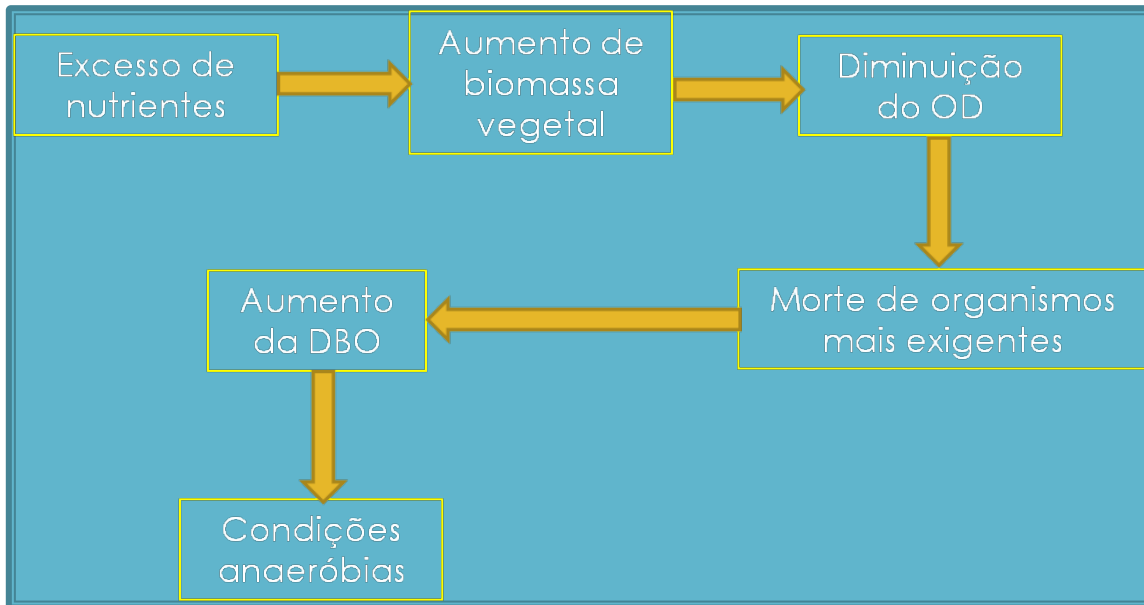 Excesso de
nutrientes
Aumento de
biomassa
vegetal
Diminuição
do OD
Morte de organismos
mais exigentes
Aumento
da DBO
Condições
anaeróbias